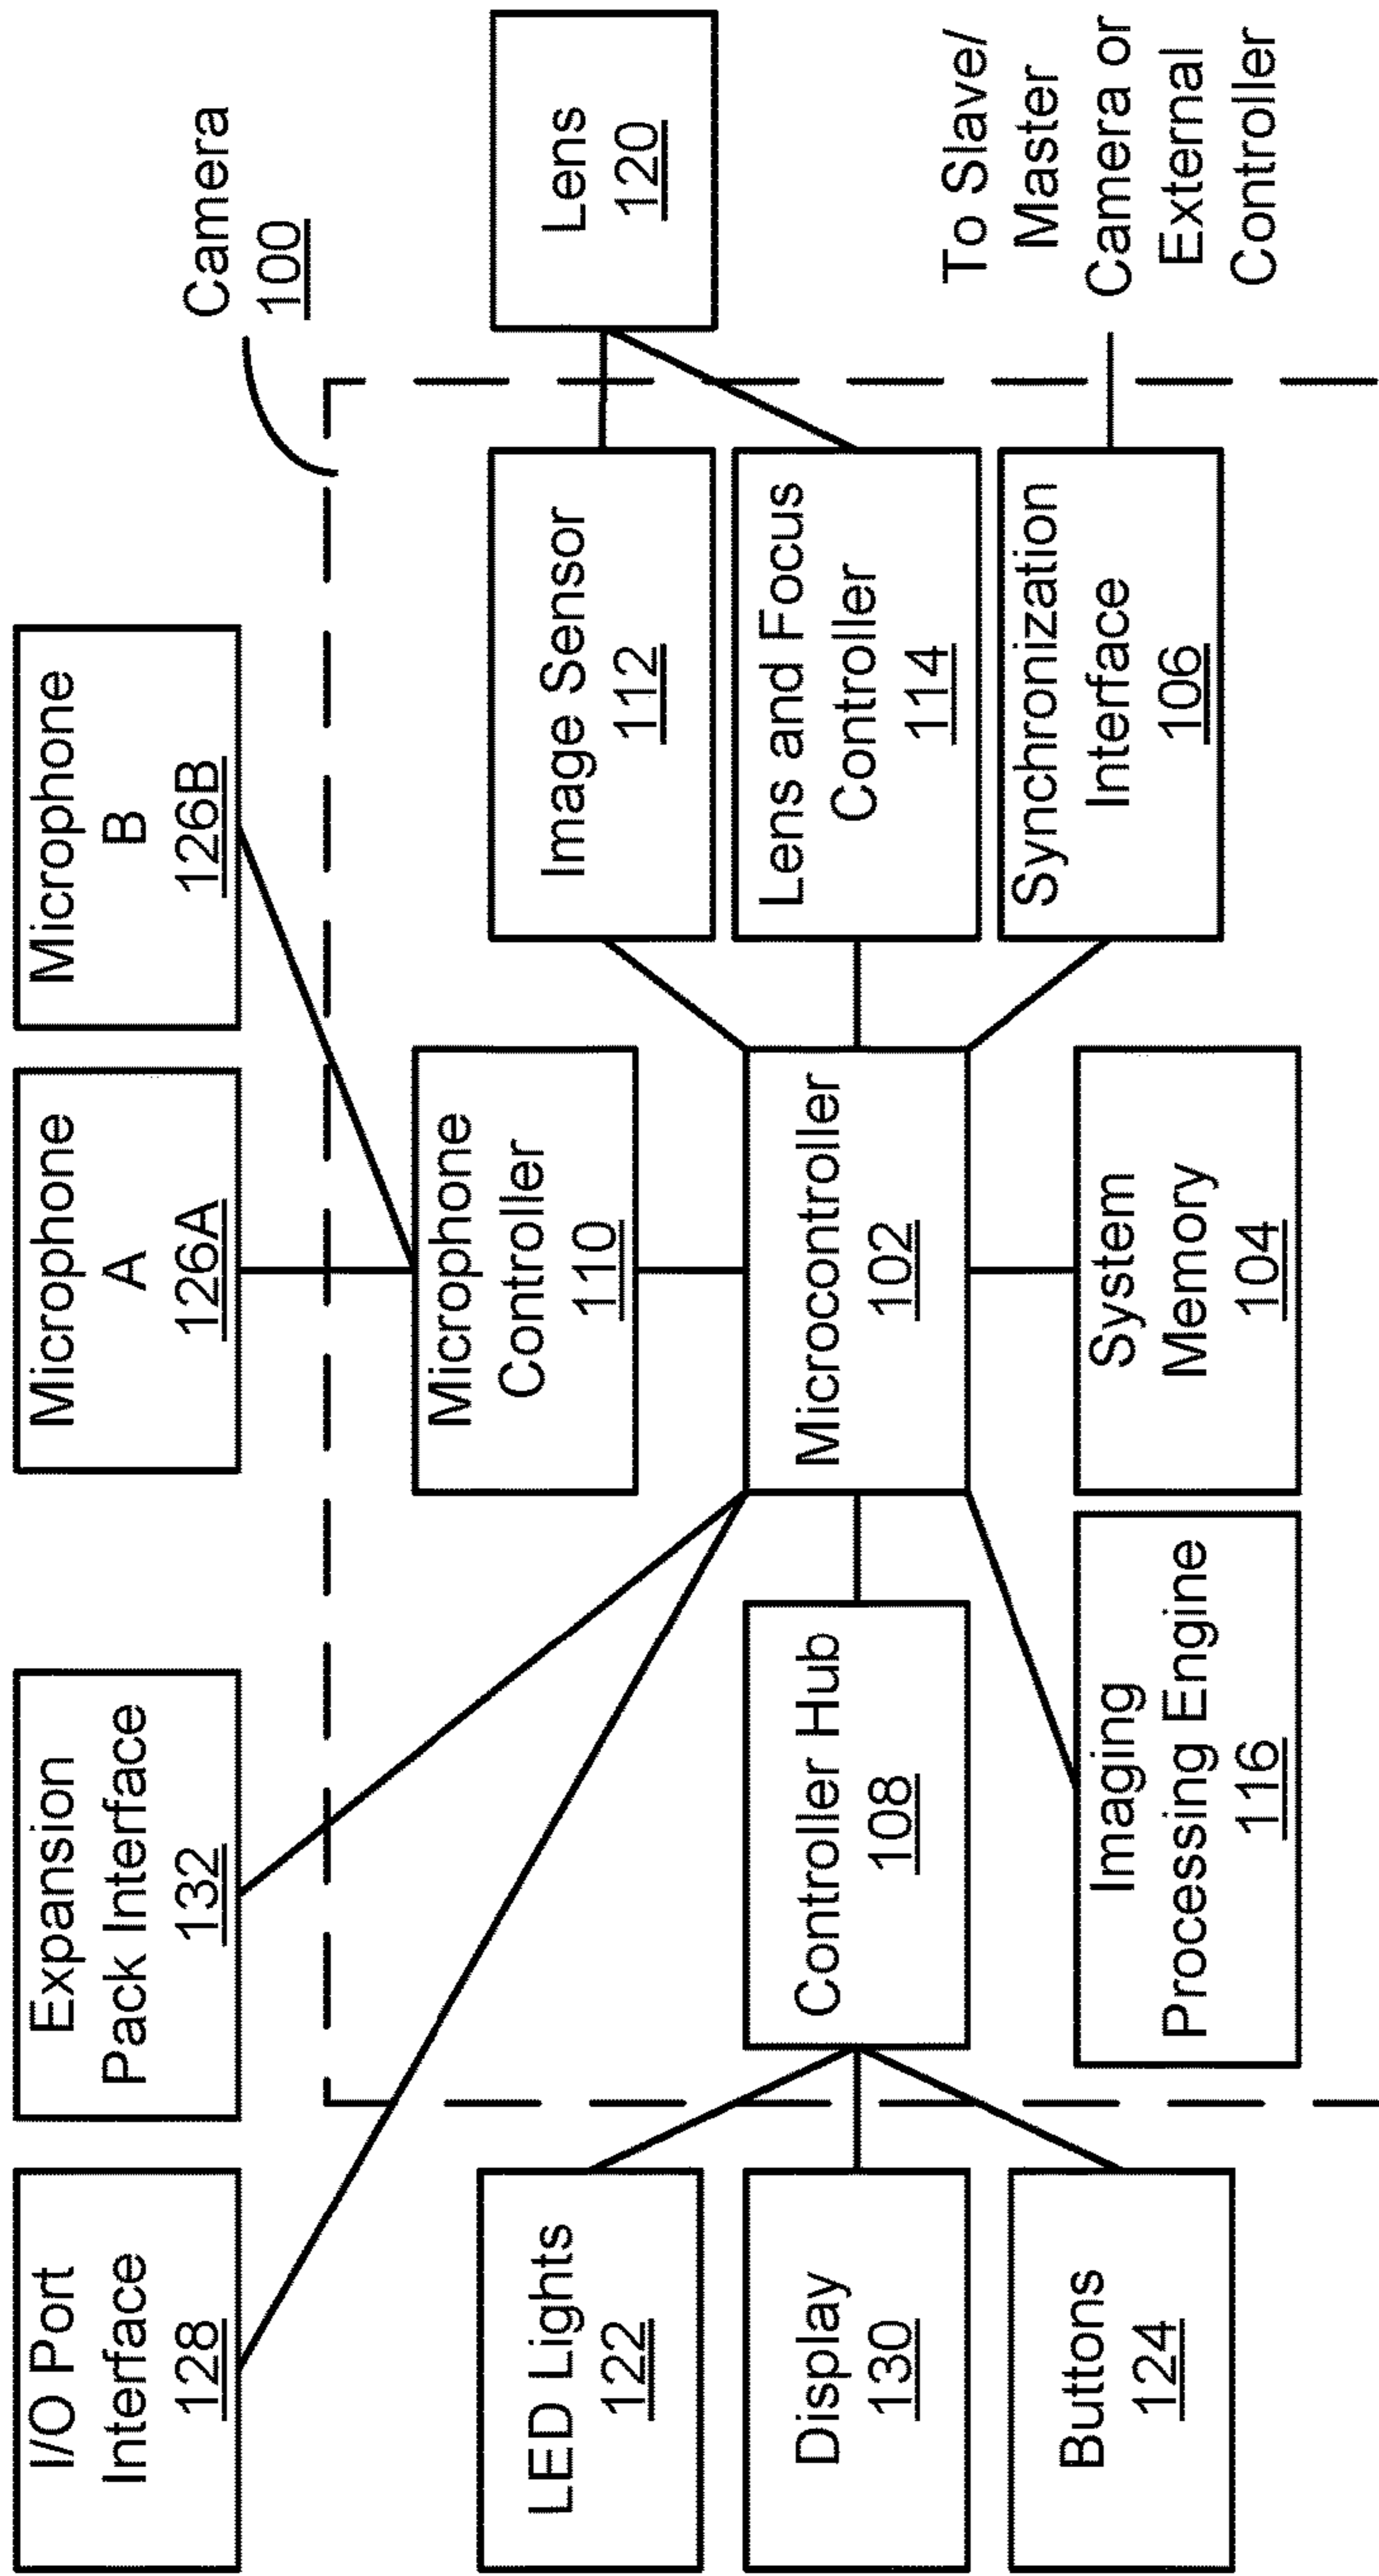 I/O Port
Interface
128
Expansion
Pack Interface
132
Microphone
A
126A
Microphone
B
126B
Camera
100
LED Lights
122
Display
130
Buttons
124
Controller Hub
108
Imaging
Processing Engine
116
Microphone
Controller
110
Microcontroller
102
System
Memory
104
Image Sensor
112
Lens and Focus
Controller
114
Synchronization
Interface
106
Lens
120
To Slave/
Master
Camera or
External
Controller